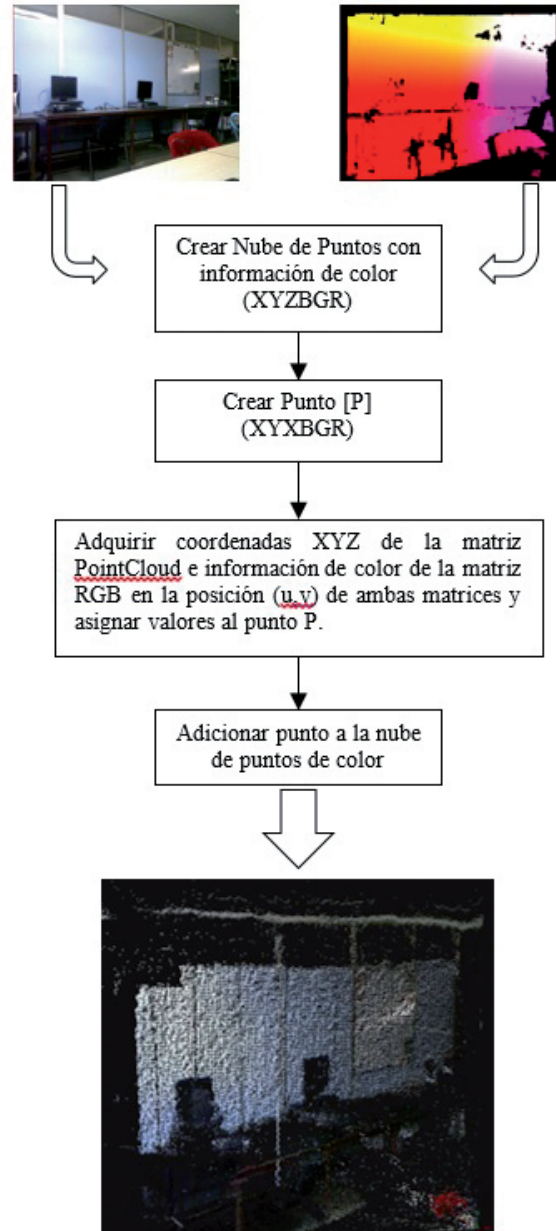 Crear Nube de Puntos con
información de color
(XYZBGR)
Crear Punto [P]
(XYXBGR)
Adquirir coordenadas XYZ de la matriz
PointCloud e información de color de la matriz
RGB en la posición (u,v) de ambas matrices y
asignar valores al punto P.
Adicionar punto a la nube
de puntos de color